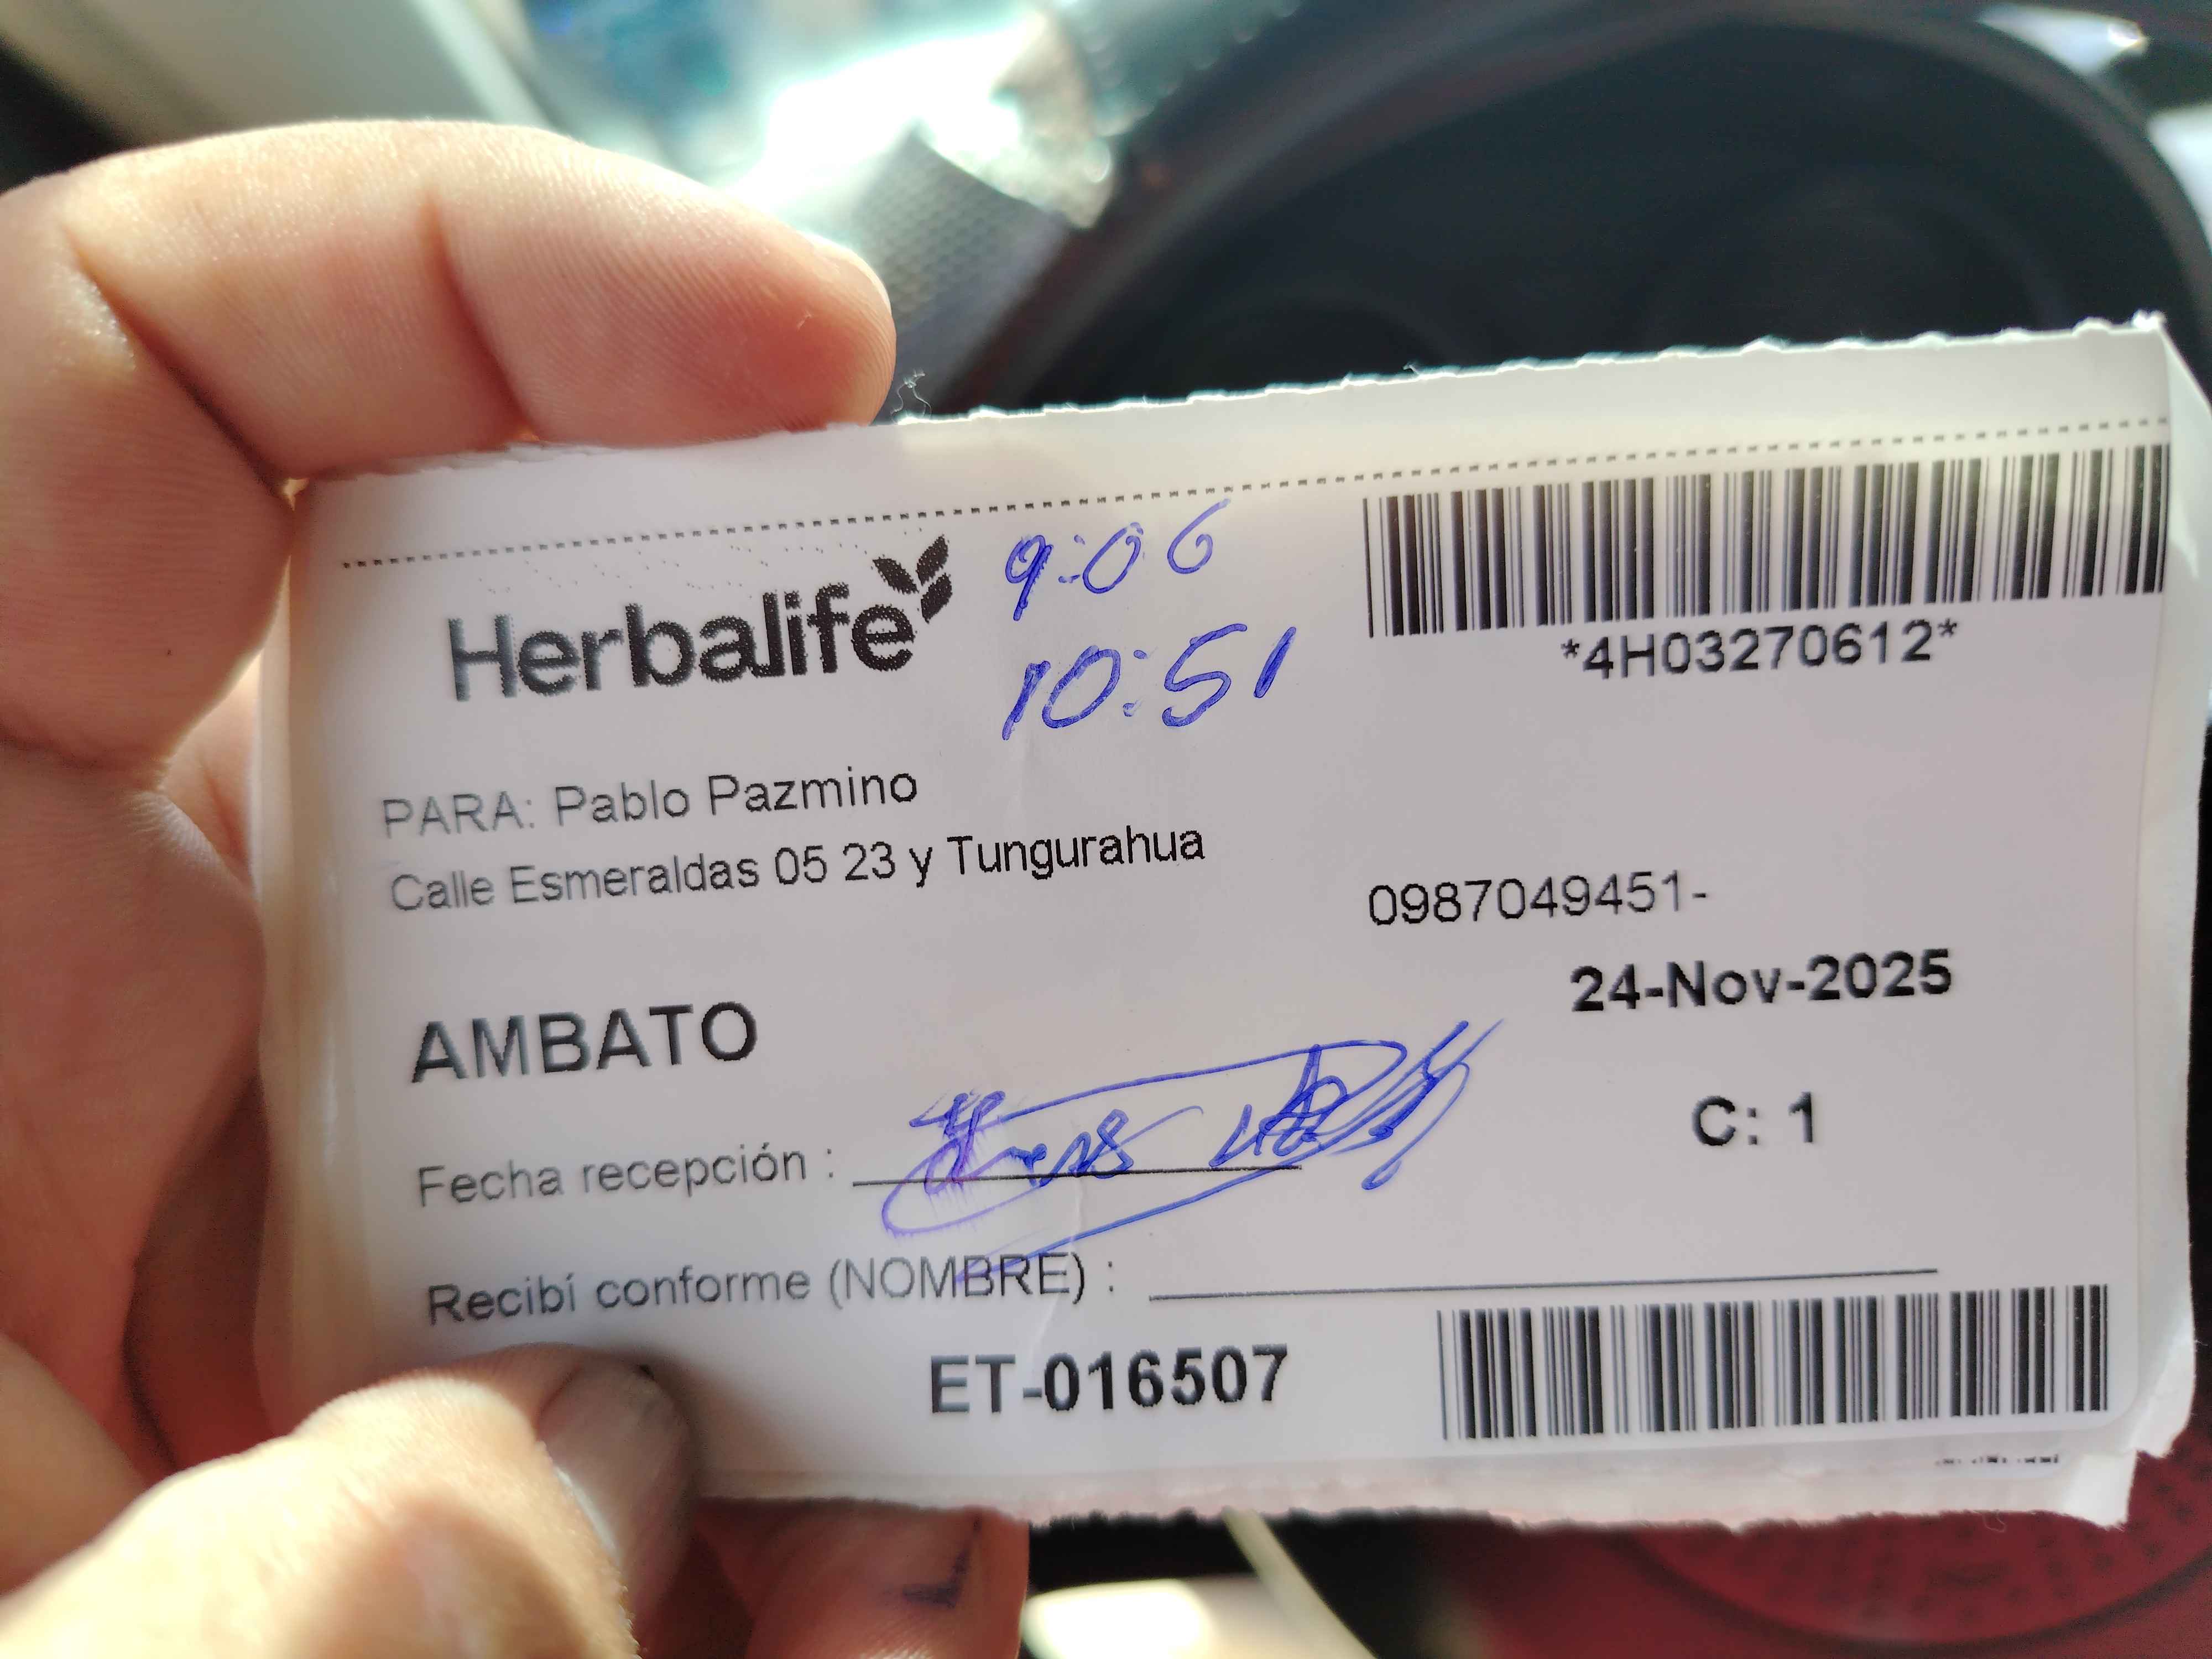 Herbalife
9:06
10:51
*4H03270612*
PARA: Pablo Pazmino
Calle Esmeraldas 05 23 y Tungurahua
0987049451-
24-Nov-2025
AMBATO
C: 1
Fecha recepción :
Recibí conforme (NOMBRE) :
ET-016507